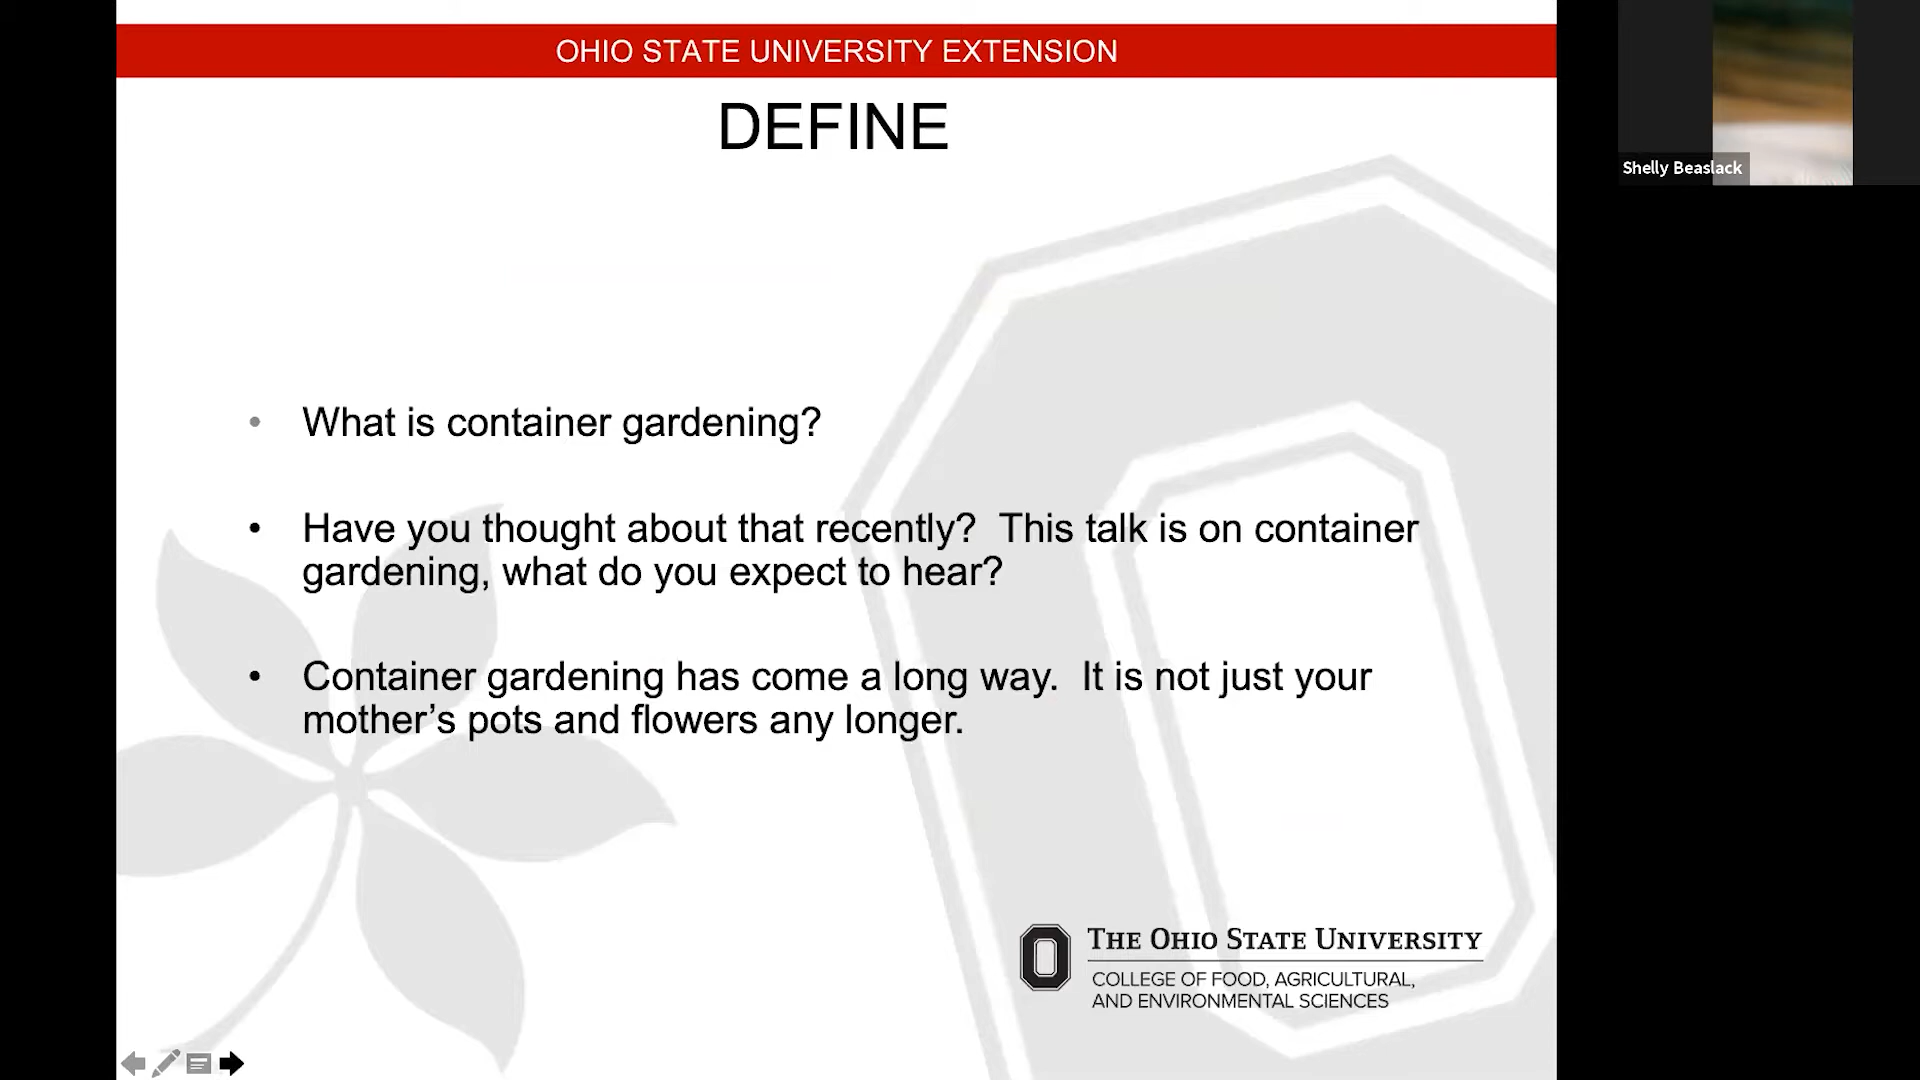 OHIO STATE UNIVERSITY EXTENSION
DEFINE
Shelly Beaslack
• What is container gardening?
• Have you thought about that recently?  This talk is on container
gardening, what do you expect to hear?
• Container gardening has come a long way.  It is not just your
mother’s pots and flowers any longer.
THE OHIO STATE UNIVERSITY
COLLEGE OF FOOD, AGRICULTURAL,
AND ENVIRONMENTAL SCIENCES